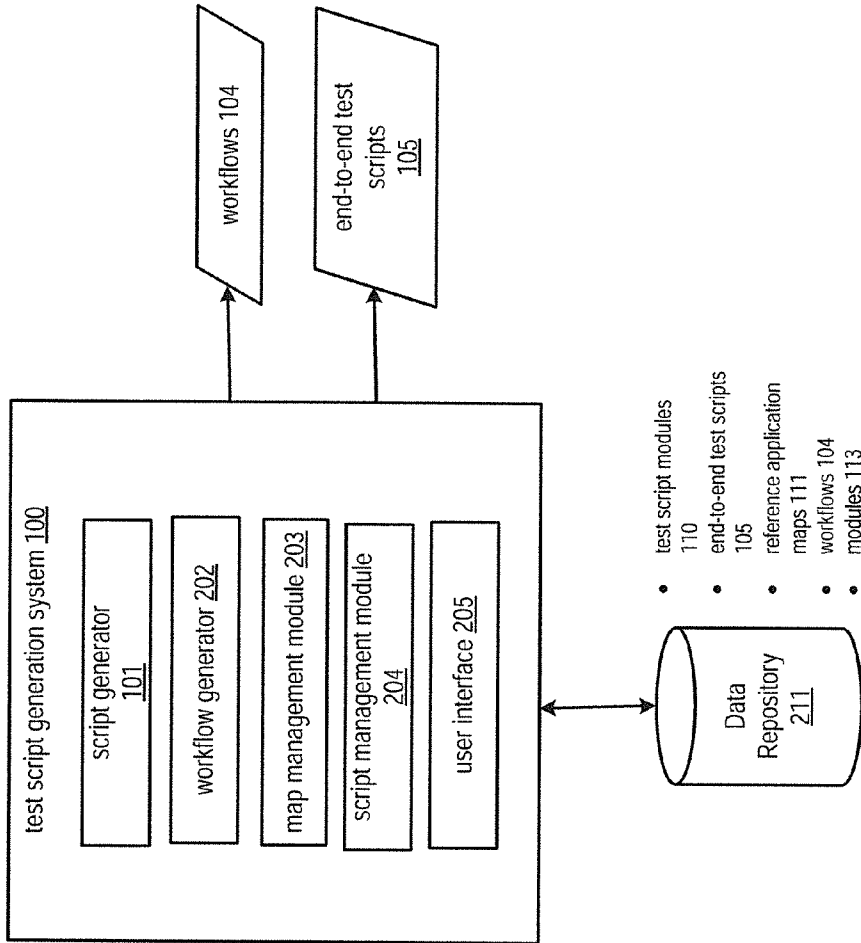 test script generation system 100
script generator
101
workflow generator 202
map management module 203
script management module
204
user interface 205
workflows 104
end-to-end test
scripts
105
Data
Repository
211
• test script modules
110
• end-to-end test scripts
105
• reference application
maps 111
• workflows 104
• modules 113